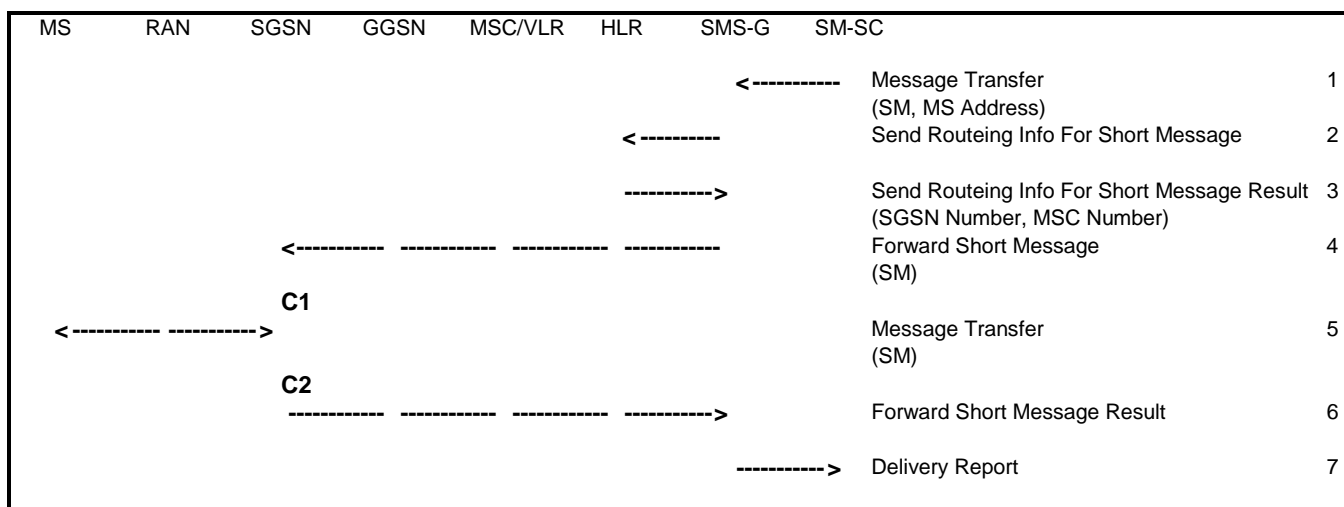 MS RAN SGSN GGSN MSC/VLR HLR SMS-G SM-SC
Message Transfer 1
(SM, MS Address)
Send Routeing Info For Short Message 2
Send Routeing Info For Short Message Result 3
(SGSN Number, MSC Number)
Forward Short Message 4
(SM)
C1
Message Transfer 5
(SM)
C2
Forward Short Message Result 6
Delivery Report 7